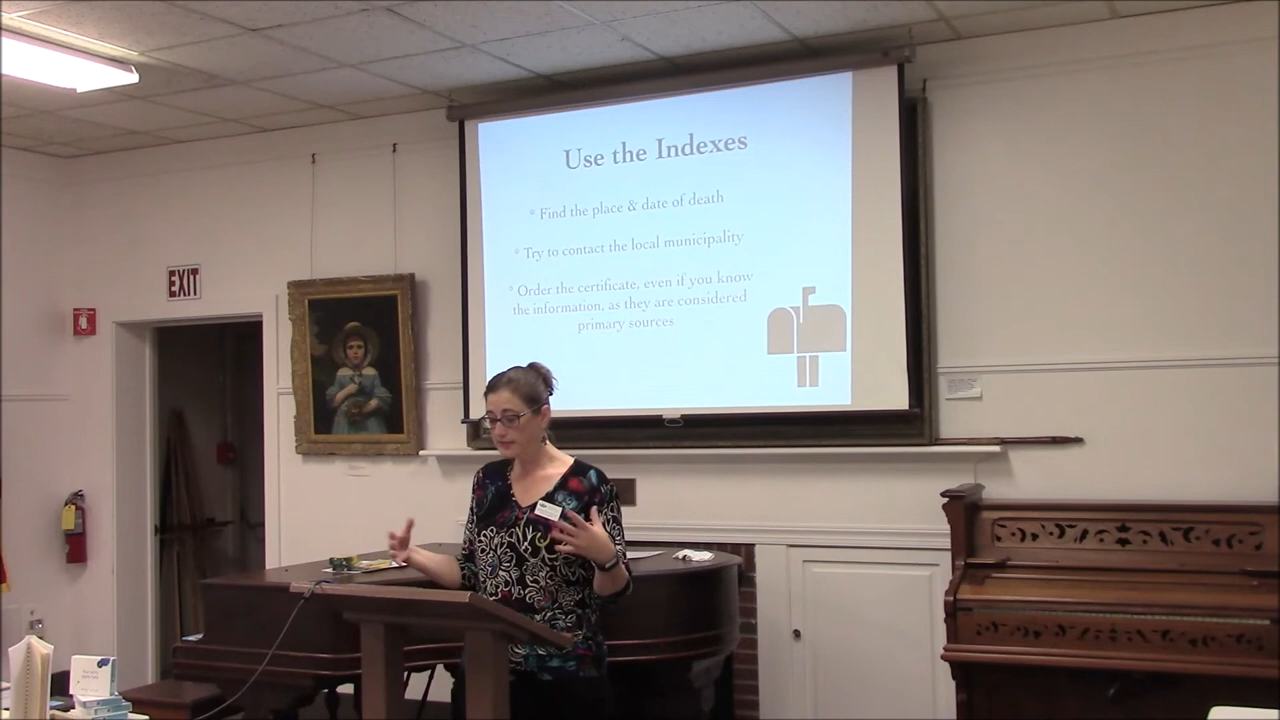 Use the Indexes
° Find the place & date of death
° Try to contact the local municipality
° Order the certificate, even if you know
the information, as they are considered
primary sources
EXIT